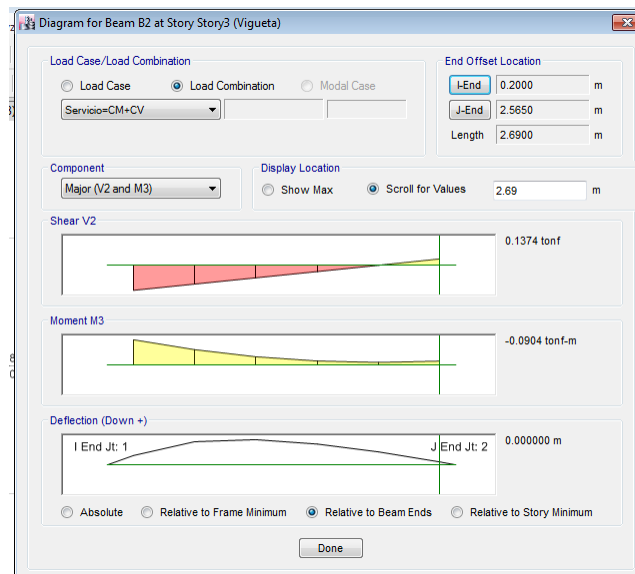 Diagram for Beam B2 at Story Story3 (Vigueta)
Load Case/Load Combination
Load Case Load Combination Modal Case
Servicio=CM+CV
End Offset Location
I-End 0.2000 m
J-End 2.5650 m
Length 2.6900 m
Component
Major (V2 and M3)
Display Location
Show Max Scroll for Values 2.69 m
Shear V2
0.1374 tonf
Moment M3
-0.0904 tonf-m
Deflection (Down +)
I End Jt: 1 J End Jt: 2 0.000000 m
Absolute Relative to Frame Minimum Relative to Beam Ends Relative to Story Minimum
Done